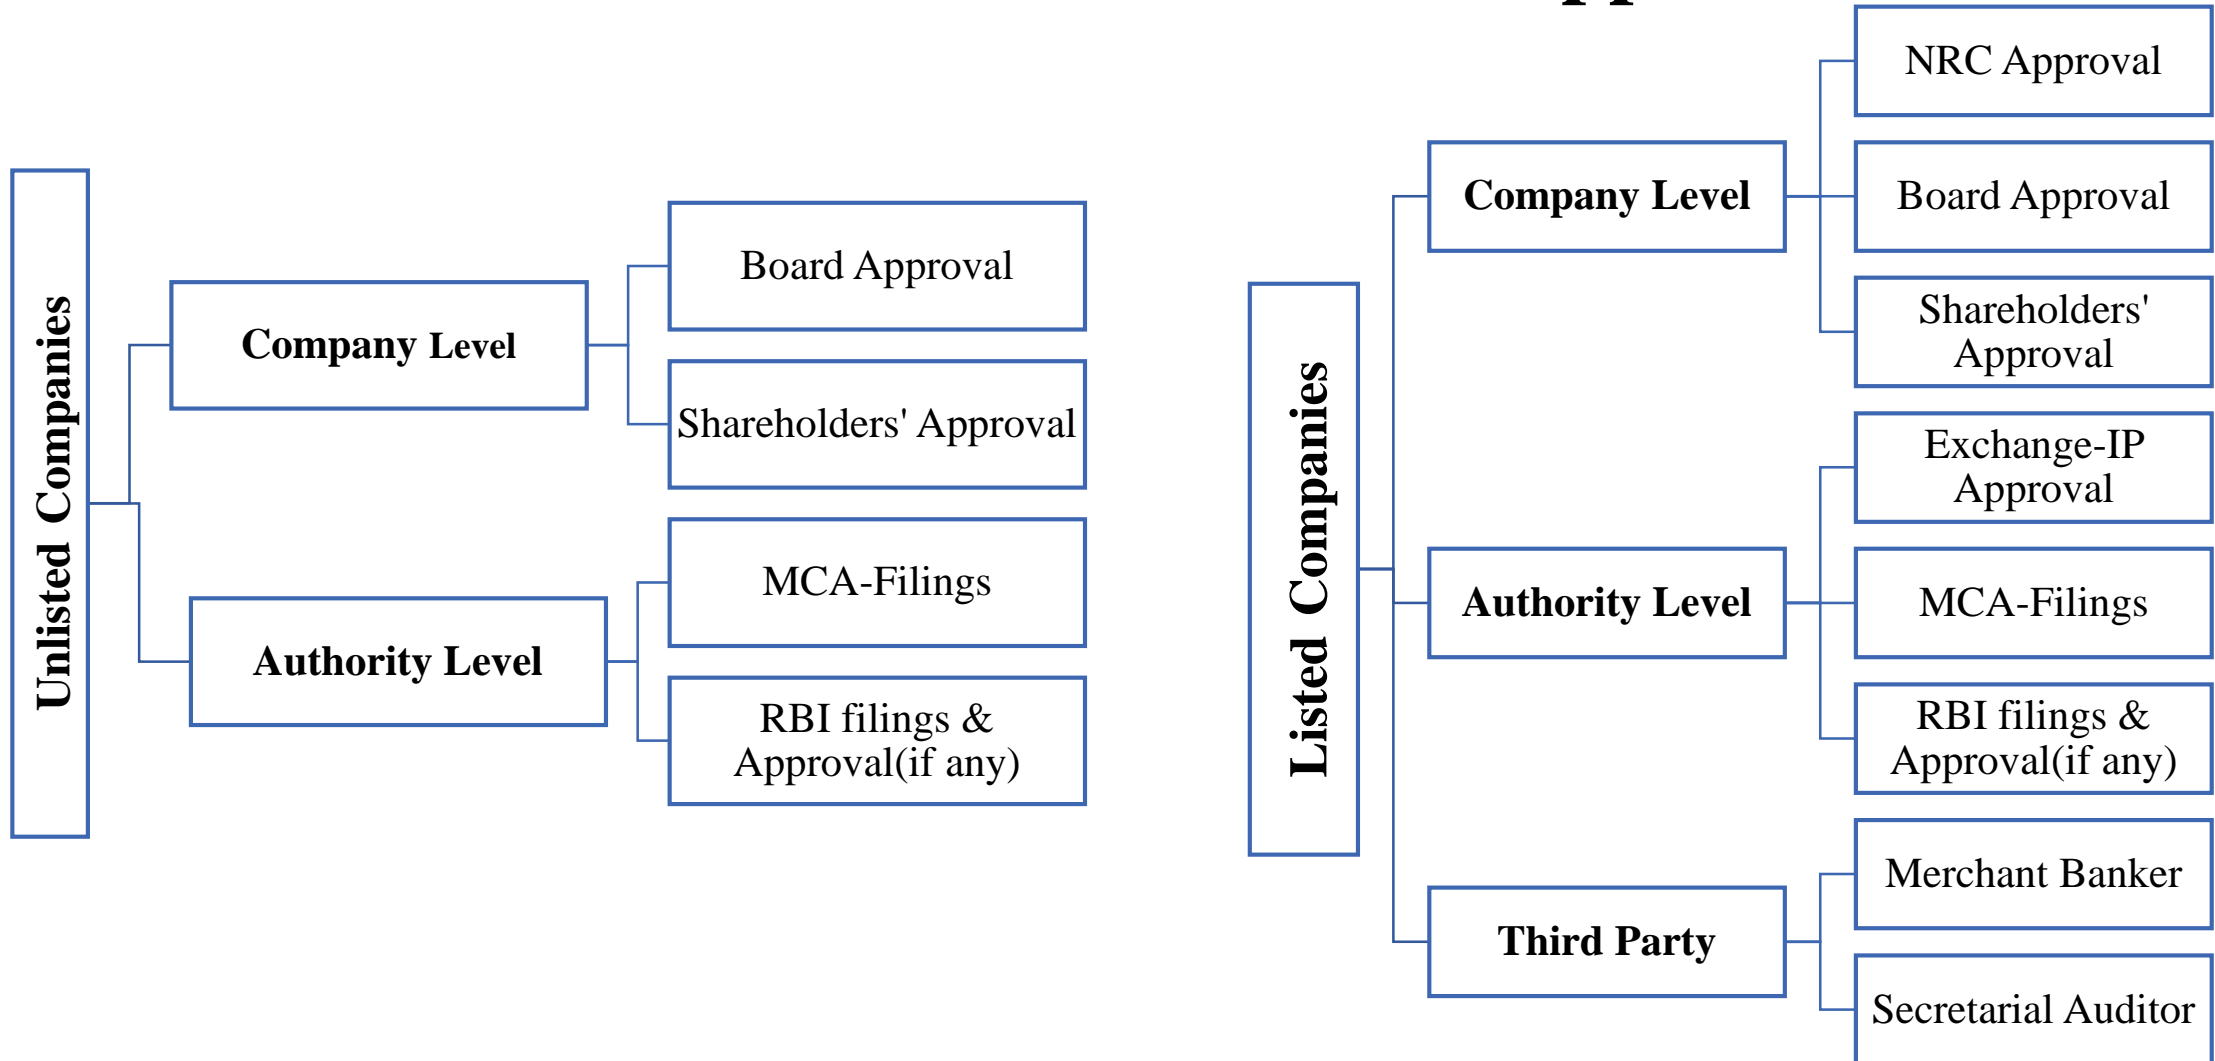 Unlisted Companies
Company Level
Board Approval
Shareholders' Approval
Authority Level
MCA-Filings
RBI filings &
Approval(if any)
Listed Companies
Company Level
NRC Approval
Board Approval
Shareholders'
Approval
Authority Level
Exchange-IP
Approval
MCA-Filings
RBI filings &
Approval(if any)
Third Party
Merchant Banker
Secretarial Auditor